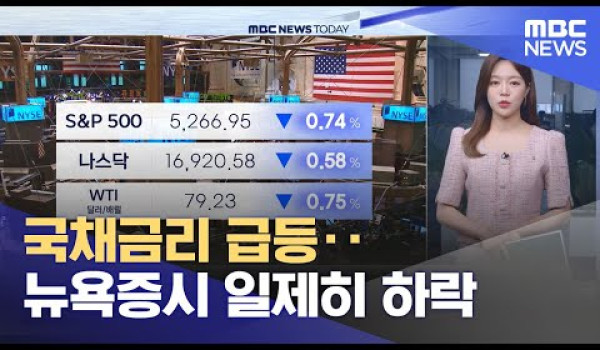 MBC NEWS TODAY
MBC
NEWS
NYSE
S&P 500 5,266.95 ▼ 0.74 %
나스닥 16,920.58 ▼ 0.58 %
WTI 79.23 ▼ 0.75 %
달러/배럴
국채금리 급등‥
뉴욕증시 일제히 하락